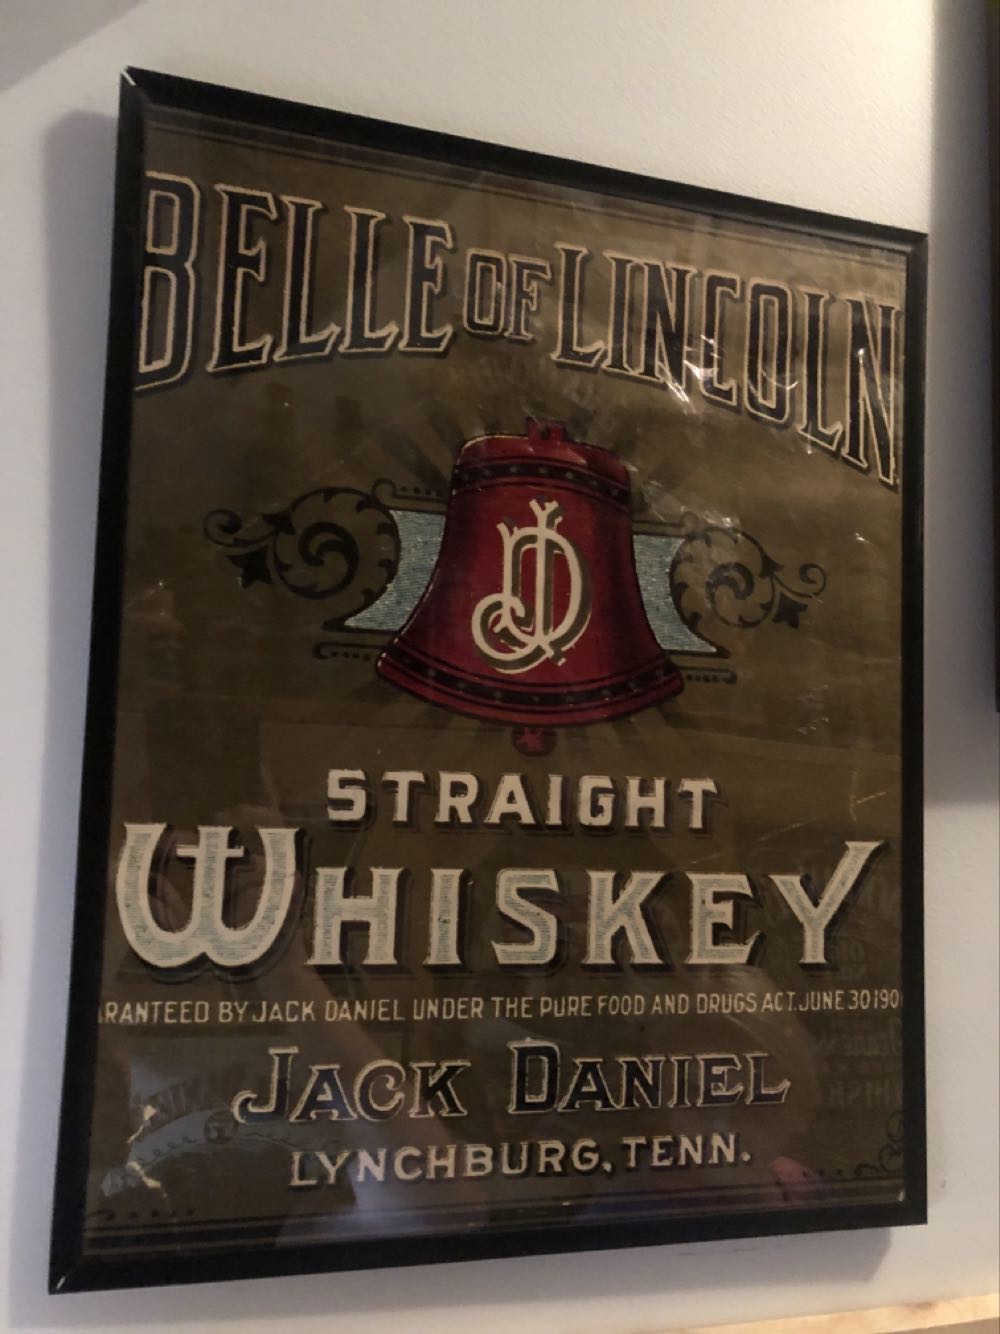 BELLE OF LINCOLN
JD
STRAIGHT
WHISKEY
RANTEED BY JACK DANIEL UNDER THE PURE FOOD AND DRUGS ACT. JUNE 30 190
JACK DANIEL
LYNCHBURG, TENN.